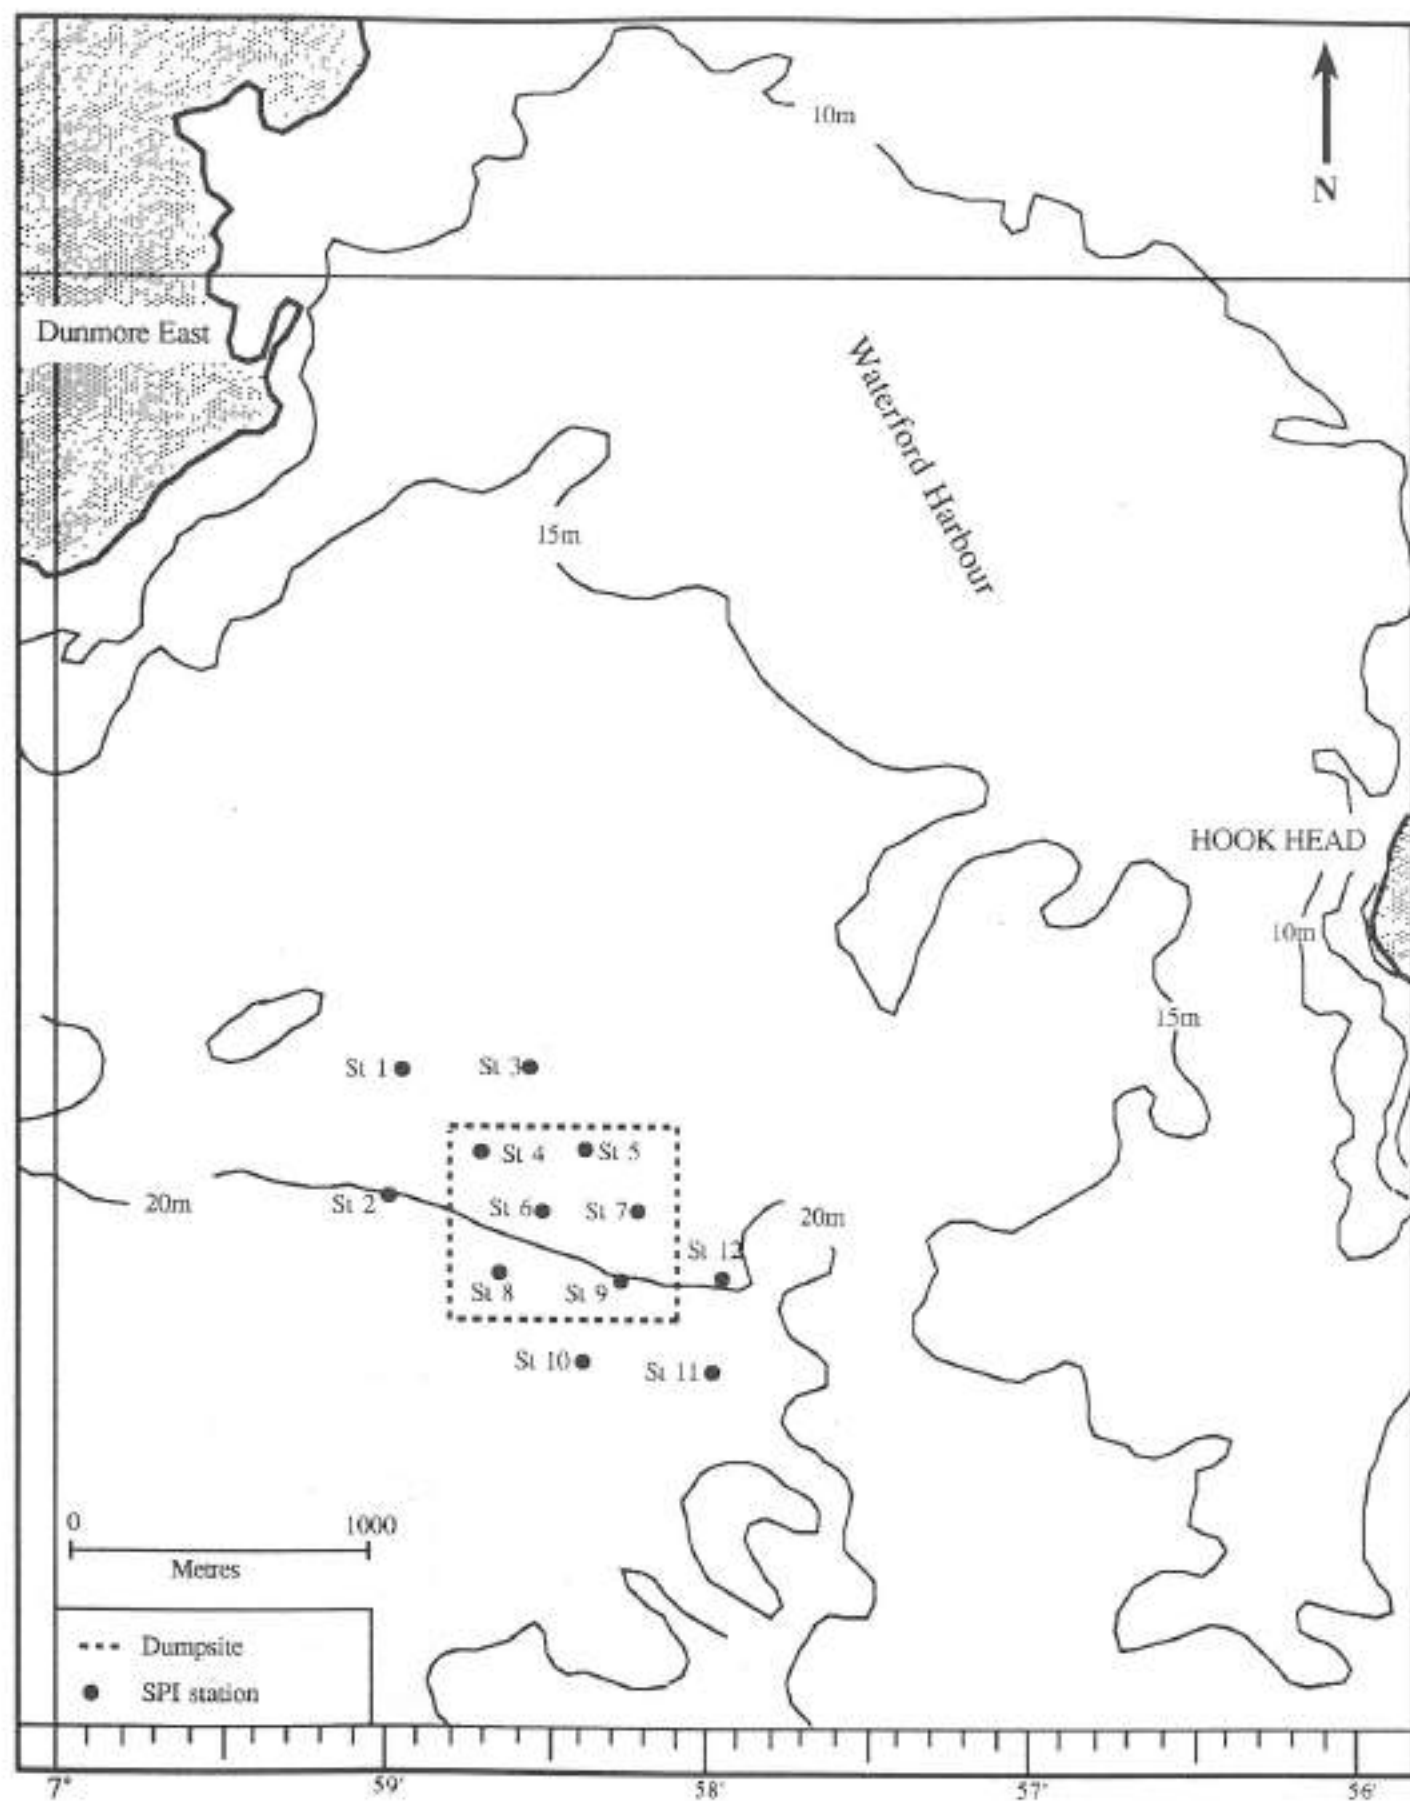 10m
N
Dunmore East
Waterford Harbour
15m
HOOK HEAD
10m
15m
St 1
St 3
St 4
St 5
St 2
20m
St 6
St 7
20m
St 12
St 8
St 9
St 10
St 11
0 1000
Metres
Dumpsite
SPI station
7° 59' 58' 57' 56'